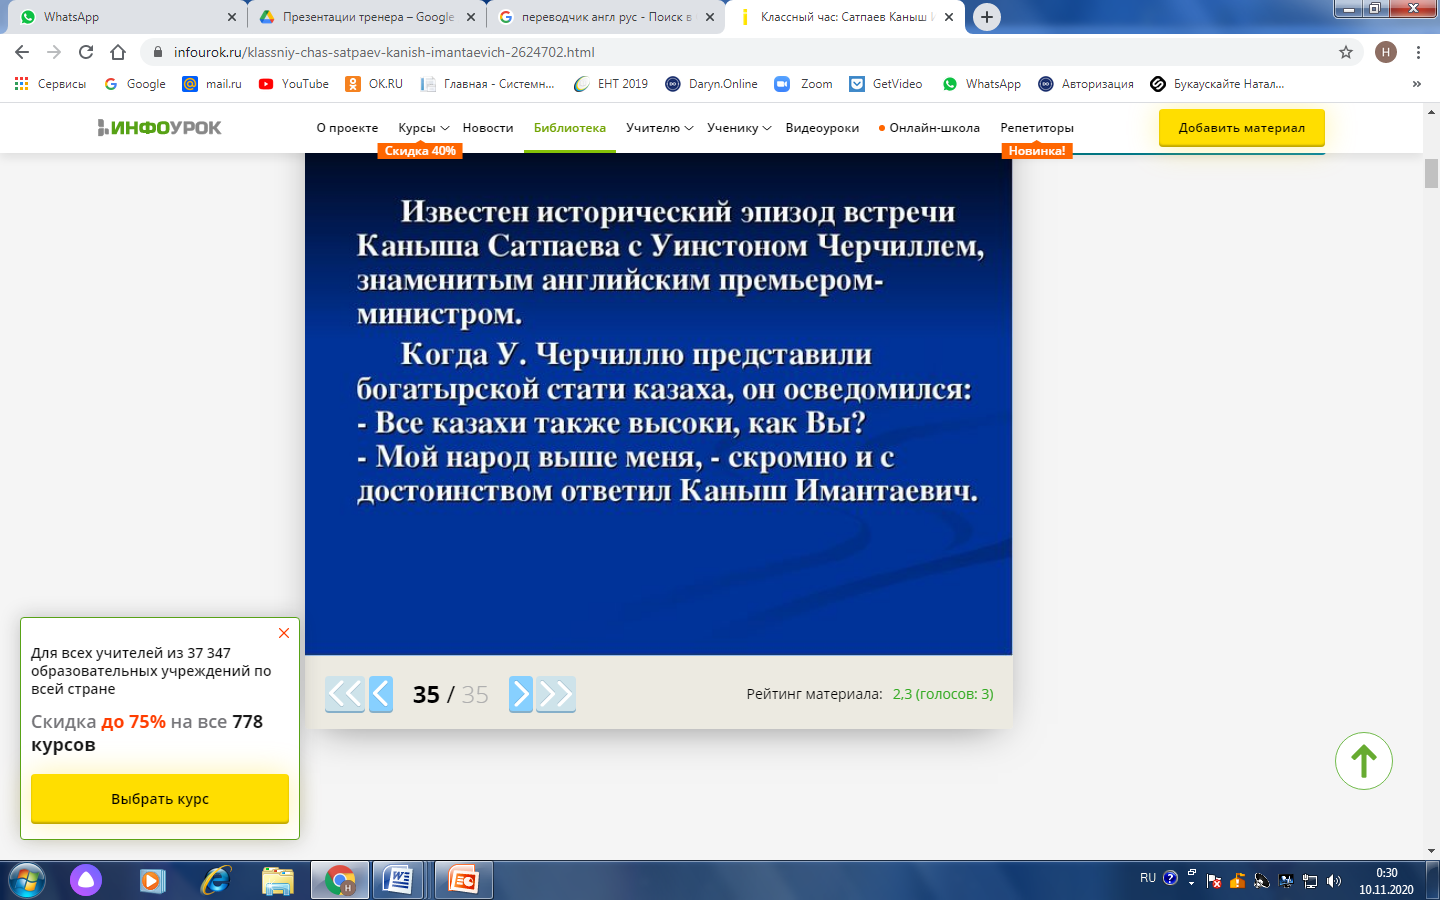 WhatsApp
Презентации тренера – Google
переводчик англ рус - Поиск в
Классный час: Сатпаев Каныш
infourok.ru/klassniy-chas-satpaev-kanish-imantaevich-2624702.html
H
Сервисы
Google
mail.ru
YouTube
OK.RU
Главная - Системн...
ЕНТ 2019
Daryn.Online
Zoom
GetVideo
WhatsApp
Авторизация
Букаускайте Натал...
»
ИНФОУРОК
О проекте
Курсы
Новости
Библиотека
Учителю
Ученику
Видеоуроки
Онлайн-школа
Репетиторы
Добавить материал
Скидка 40%
Новинка!
Известен исторический эпизод встречи
Каныша Сатпаева с Уинстоном Черчиллем,
знаменитым английским премьером-
министром.
Когда У. Черчиллю представили
богатырской стати казаха, он осведомился:
- Все казахи также высоки, как Вы?
- Мой народ выше меня, - скромно и с
достоинством ответил Каныш Имантаевич.
35 / 35
Рейтинг материала: 2,3 (голосов: 3)
Для всех учителей из 37 347
образовательных учреждений по
всей стране
Скидка до 75% на все 778
курсов
Выбрать курс
RU
0:30
10.11.2020